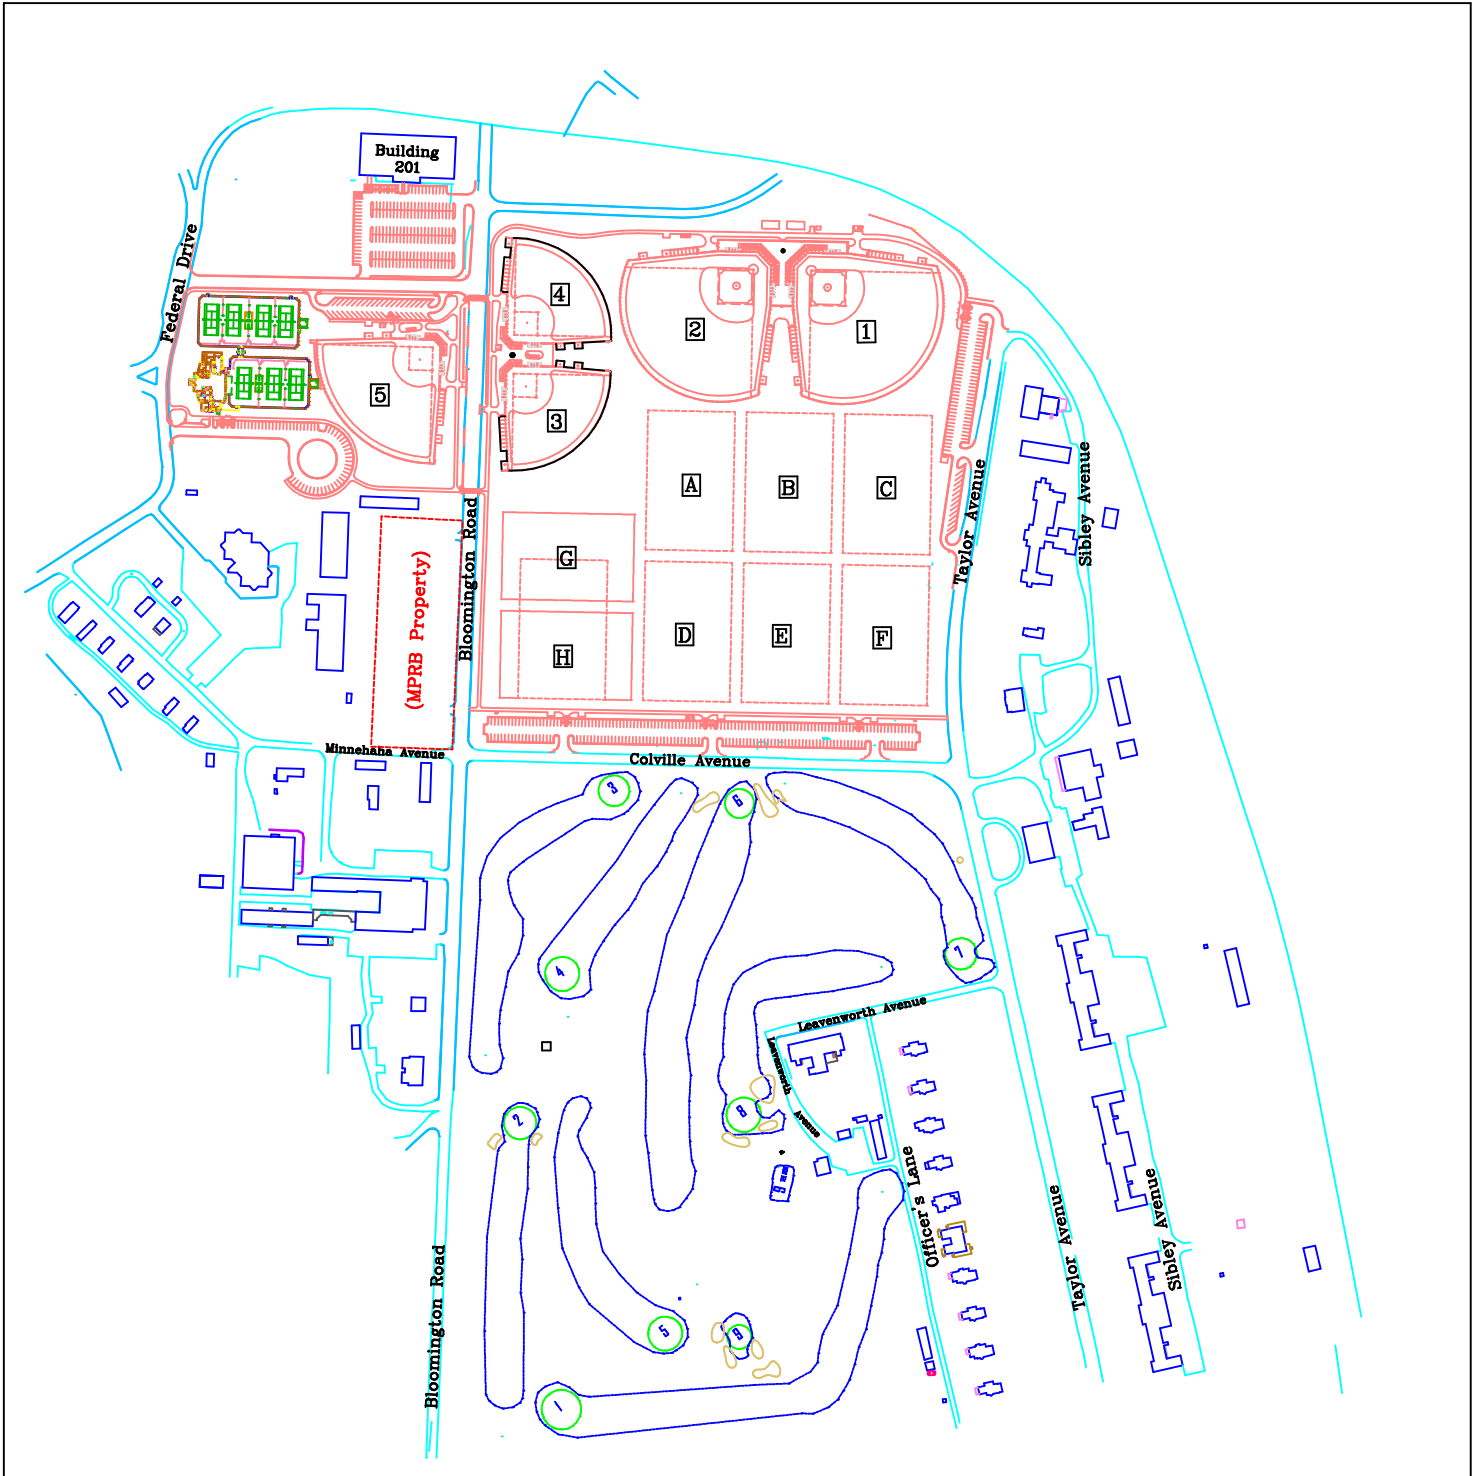 Building
201
Federal Drive
4
2
1
5
3
A
B
C
Taylor Avenue
Sibley Avenue
Bloomington Road
(MPRB Property)
G
H
D
E
F
Minnehaha Avenue
Colville Avenue
3
6
4
7
Leavenworth Avenue
Leavenworth
Avenue
2
8
Officer's Lane
Taylor Avenue
Sibley Avenue
Bloomington Road
5
9
1